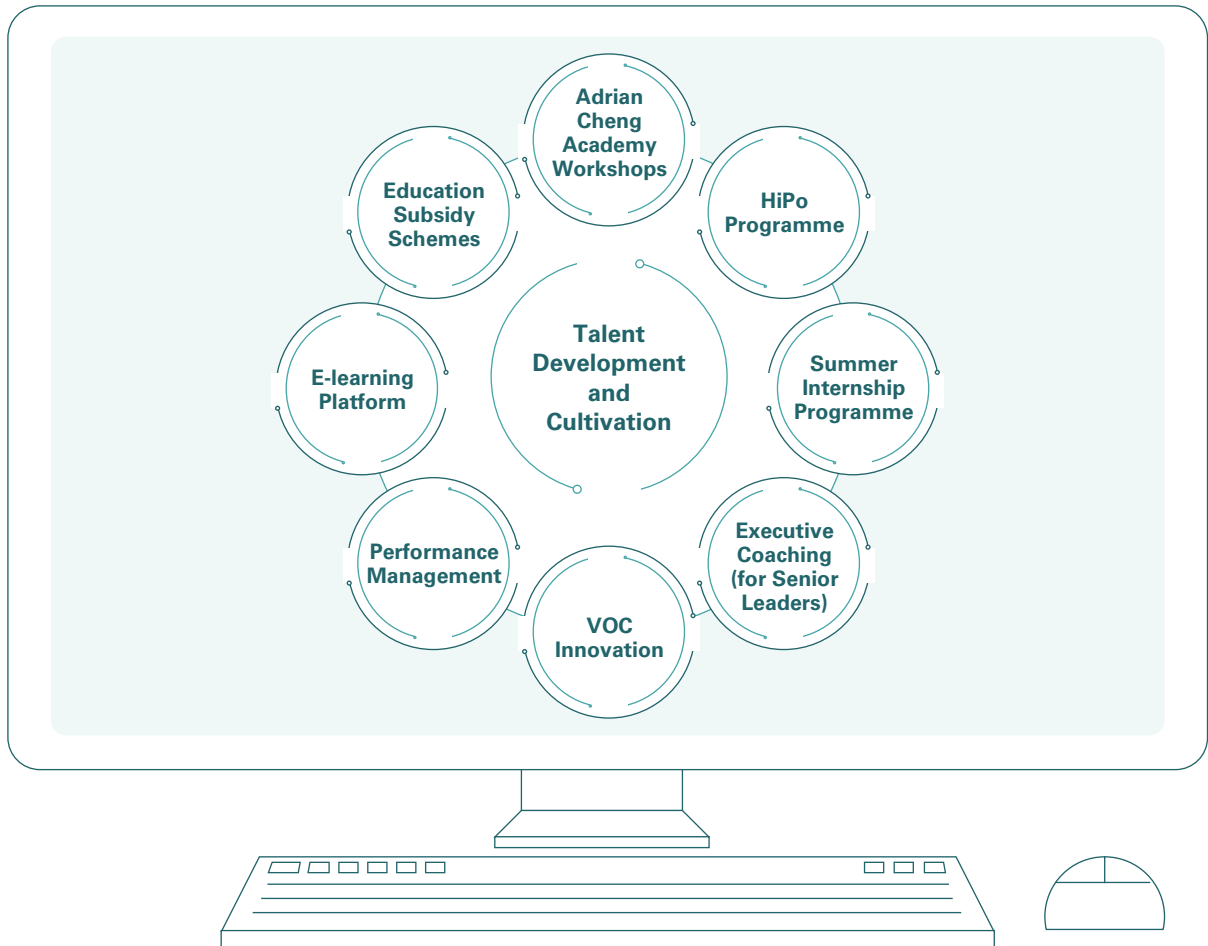 Adrian
Cheng
Academy
Workshops
HiPo
Programme
Summer
Internship
Programme
Executive
Coaching
(for Senior
Leaders)
VOC
Innovation
Performance
Management
E-learning
Platform
Education
Subsidy
Schemes
Talent
Development
and
Cultivation